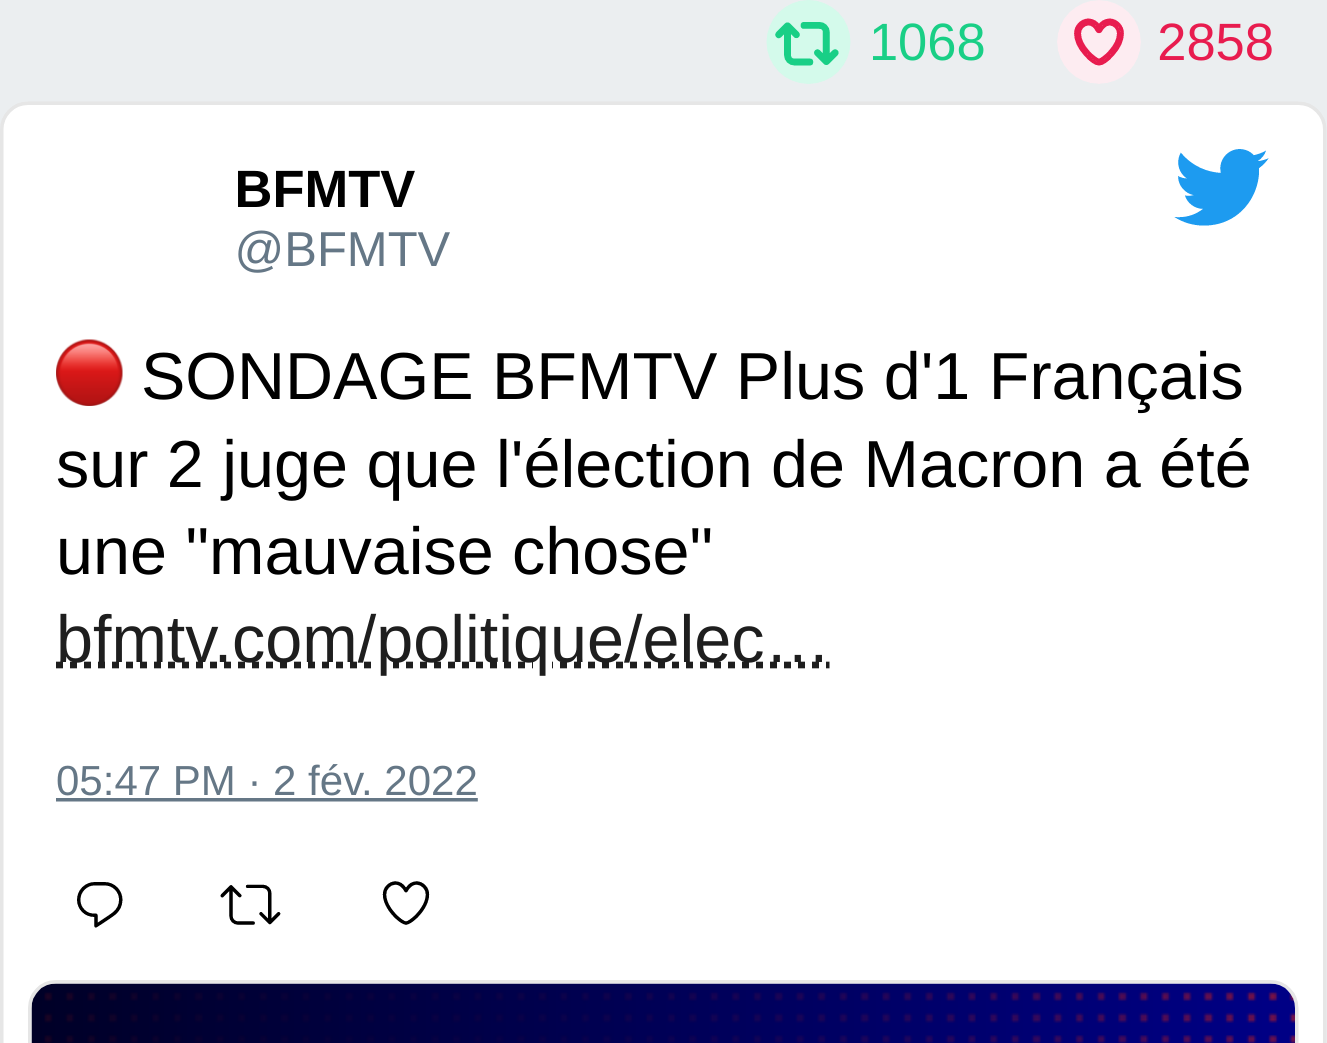 1068 2858
BFMTV
@BFMTV
🔴 SONDAGE BFMTV Plus d'1 Français
sur 2 juge que l'élection de Macron a été
une "mauvaise chose"
bfmtv.com/politique/elec…
05:47 PM · 2 fév. 2022